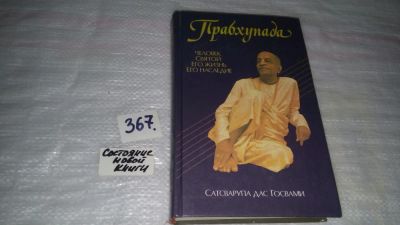 Прабхупада
ЧЕЛОВЕК
СВЯТОЙ
ЕГО ЖИЗНЬ
ЕГО НАСЛЕДИЕ
367.
Состояние
новой
книги
САТСВАРУПА ДАС ГОСВАМИ